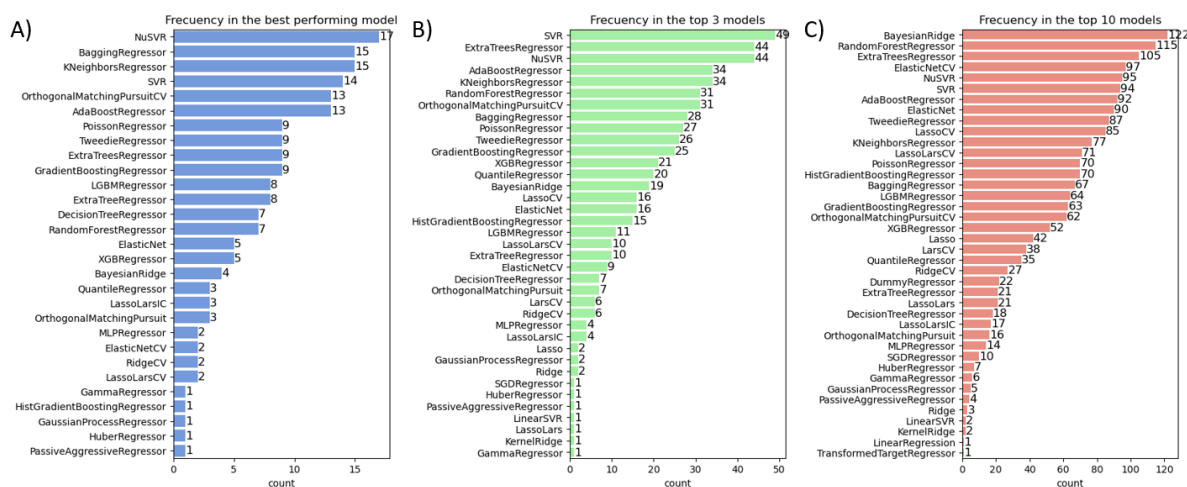 A)
Frecuency in the best performing model
NuSVR 17
BaggingRegressor 15
KNeighborsRegressor 15
SVR 14
OrthogonalMatchingPursuitCV 13
AdaBoostRegressor 13
PoissonRegressor 9
TweedieRegressor 9
ExtraTreesRegressor 9
GradientBoostingRegressor 9
LGBMRegressor 8
ExtraTreeRegressor 8
DecisionTreeRegressor 7
RandomForestRegressor 7
ElasticNet 5
XGBRegressor 5
BayesianRidge 4
QuantileRegressor 3
LassoLarsIC 3
OrthogonalMatchingPursuit 3
MLPRegressor 2
ElasticNetCV 2
RidgeCV 2
LassoLarsCV 2
GammaRegressor 1
HistGradientBoostingRegressor 1
GaussianProcessRegressor 1
HuberRegressor 1
PassiveAggressiveRegressor 1
0 5 10 15
count
B)
Frecuency in the top 3 models
SVR 49
ExtraTreesRegressor 44
NuSVR 44
AdaBoostRegressor 34
KNeighborsRegressor 34
RandomForestRegressor 31
OrthogonalMatchingPursuitCV 31
BaggingRegressor 28
PoissonRegressor 27
TweedieRegressor 26
GradientBoostingRegressor 25
XGBRegressor 21
QuantileRegressor 20
BayesianRidge 19
LassoCV 16
ElasticNet 16
HistGradientBoostingRegressor 15
LGBMRegressor 11
LassoLarsCV 10
ExtraTreeRegressor 10
ElasticNetCV 9
DecisionTreeRegressor 7
OrthogonalMatchingPursuit 7
LarsCV 6
RidgeCV 6
MLPRegressor 4
LassoLarsIC 4
Lasso 2
GaussianProcessRegressor 2
Ridge 2
SGDRegressor 1
HuberRegressor 1
PassiveAggressiveRegressor 1
LinearSVR 1
LassoLars 1
KernelRidge 1
GammaRegressor 1
0 10 20 30 40 50
count
C)
Frecuency in the top 10 models
BayesianRidge 122
RandomForestRegressor 115
ExtraTreesRegressor 105
ElasticNetCV 97
NuSVR 95
SVR 94
AdaBoostRegressor 92
ElasticNet 90
TweedieRegressor 87
LassoCV 85
KNeighborsRegressor 77
LassoLarsCV 71
PoissonRegressor 70
HistGradientBoostingRegressor 70
BaggingRegressor 67
LGBMRegressor 64
GradientBoostingRegressor 63
OrthogonalMatchingPursuitCV 62
XGBRegressor 52
Lasso 42
LarsCV 38
QuantileRegressor 35
RidgeCV 27
DummyRegressor 22
ExtraTreeRegressor 21
LassoLars 21
DecisionTreeRegressor 18
LassoLarsIC 17
OrthogonalMatchingPursuit 16
MLPRegressor 14
SGDRegressor 10
HuberRegressor 7
GammaRegressor 6
GaussianProcessRegressor 5
PassiveAggressiveRegressor 4
Ridge 3
LinearSVR 2
KernelRidge 2
LinearRegression 1
TransformedTargetRegressor 1
0 20 40 60 80 100 120
count